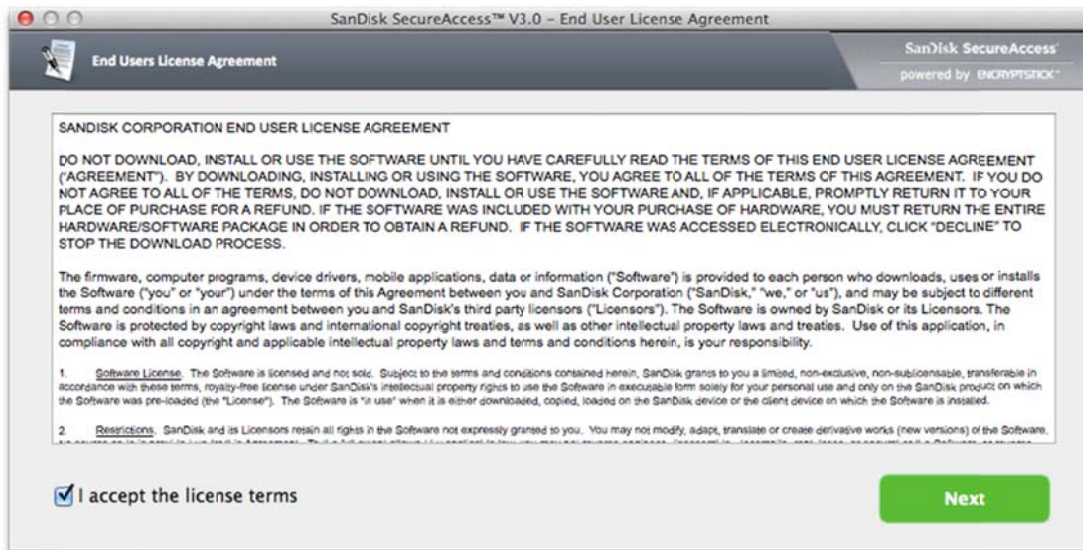 SanDisk SecureAccess™ V3.0 – End User License Agreement
End Users License Agreement
SanDisk SecureAccess™
powered by ENCRYPTSTICK™
SANDISK CORPORATION END USER LICENSE AGREEMENT
DO NOT DOWNLOAD, INSTALL OR USE THE SOFTWARE UNTIL YOU HAVE CAREFULLY READ THE TERMS OF THIS END USER LICENSE AGREEMENT
("AGREEMENT"). BY DOWNLOADING, INSTALLING OR USING THE SOFTWARE, YOU AGREE TO ALL OF THE TERMS OF THIS AGREEMENT. IF YOU DO
NOT AGREE TO ALL OF THE TERMS, DO NOT DOWNLOAD, INSTALL OR USE THE SOFTWARE AND, IF APPLICABLE, PROMPTLY RETURN IT TO YOUR
PLACE OF PURCHASE FOR A REFUND. IF THE SOFTWARE WAS INCLUDED WITH YOUR PURCHASE OF HARDWARE, YOU MUST RETURN THE ENTIRE
HARDWARE/SOFTWARE PACKAGE IN ORDER TO OBTAIN A REFUND. IF THE SOFTWARE WAS ACCESSED ELECTRONICALLY, CLICK "DECLINE" TO
STOP THE DOWNLOAD PROCESS.
The firmware, computer programs, device drivers, mobile applications, data or information ("Software") is provided to each person who downloads, uses or installs
the Software ("you" or "your") under the terms of this Agreement between you and SanDisk Corporation ("SanDisk," "we," or "us"), and may be subject to different
terms and conditions in an agreement between you and SanDisk's third party licensors ("Licensors"). The Software is owned by SanDisk or its Licensors. The
Software is protected by copyright laws and international copyright treaties, as well as other intellectual property laws and treaties. Use of this application, in
compliance with all copyright and applicable intellectual property laws and terms and conditions herein, is your responsibility.
1. Software License. The Software is licensed and not sold. Subject to the terms and conditions contained herein, SanDisk grants to you a limited, non-exclusive, non-sublicensable, transferable in
accordance with these terms, royalty-free license under SanDisk's intellectual property rights to use the Software in executable form solely for your personal use and only on the SanDisk product on which
the Software was pre-loaded (the "License"). The Software is "in use" when it is either downloaded, copied, loaded on the SanDisk device or the client device on which the Software is installed.
2. Restrictions. SanDisk and its Licensors retain all rights in the Software not expressly granted to you. You may not modify, adapt, translate or create derivative works (new versions) of the Software.
I accept the license terms
Next